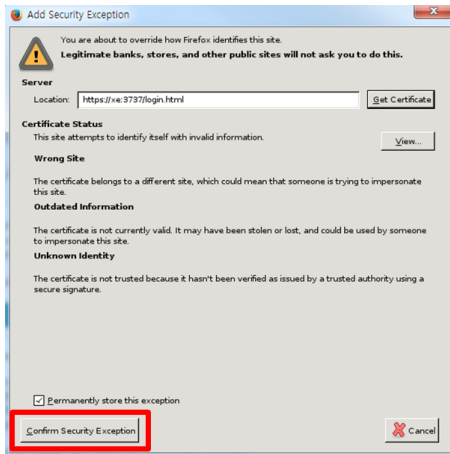 Add Security Exception
You are about to override how Firefox identifies this site.
Legitimate banks, stores, and other public sites will not ask you to do this.
Server
Location: https://xe:3737/login.html Get Certificate
Certificate Status
This site attempts to identify itself with invalid information. View...
Wrong Site
The certificate belongs to a different site, which could mean that someone is trying to impersonate
this site.
Outdated Information
The certificate is not currently valid. It may have been stolen or lost, and could be used by someone
to impersonate this site.
Unknown Identity
The certificate is not trusted because it hasn't been verified as issued by a trusted authority using a
secure signature.
Permanently store this exception
Confirm Security Exception Cancel